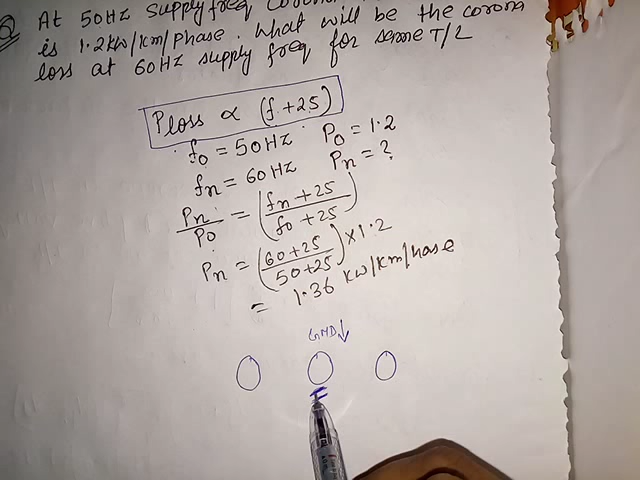 Q At 50Hz supply freq
is 1.2kW/km/phase. What will be the corona
loss at 60Hz supply freq for same T/L
Ploss ∝ (f+25)
f0 = 50Hz P0 = 1.2
fn = 60Hz Pn = ?
Pn/P0 = (fn+25/f0+25)
Pn = (60+25/50+25) × 1.2
= 1.36 kW/km/phase
GMD↓